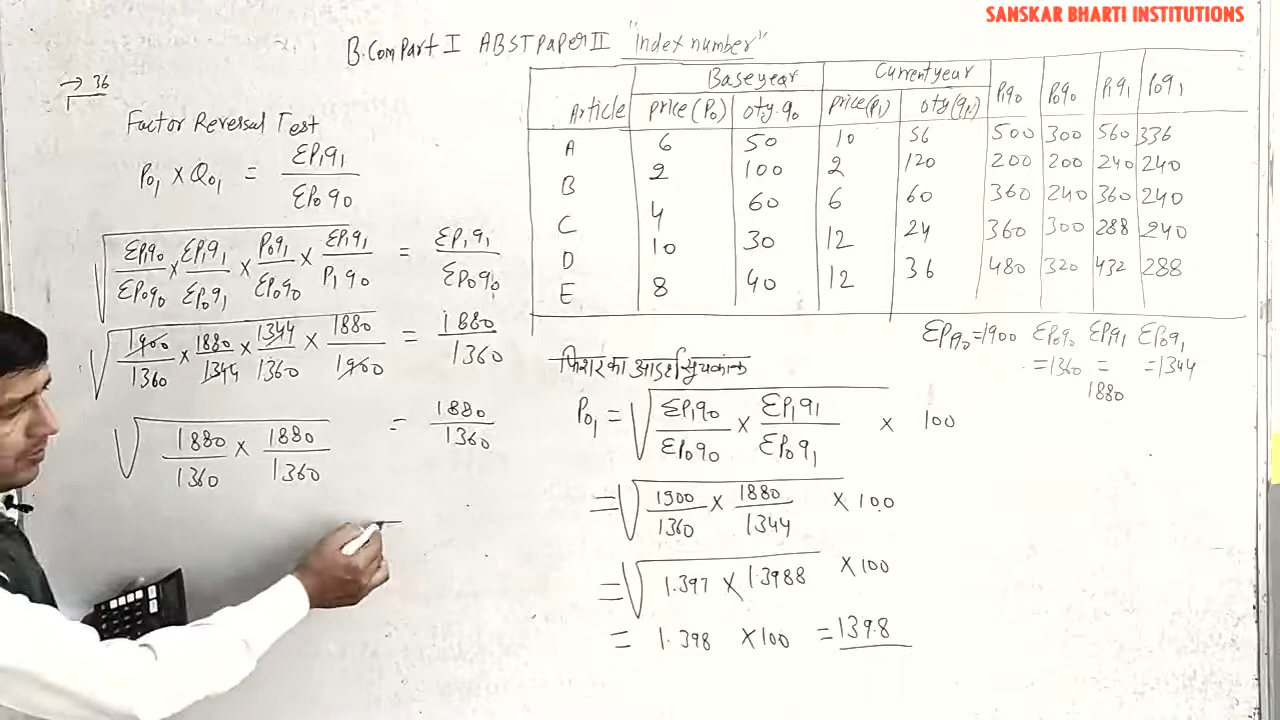 SANSKAR BHARTI INSTITUTIONS
B.Com Part I ABST Paper II "Index number"
→ 36
Factor Reversal Test
P₀₁ × Q₀₁ = ΣP₁q₁ / ΣP₀q₀
√(ΣP₁q₀/ΣP₀q₀ × ΣP₁q₁/ΣP₀q₁ × P₀q₁/ΣP₀q₀ × ΣP₁q₁/P₁q₀) = ΣP₁q₁/ΣP₀q₀
√(1900/1360 × 1880/1344 × 1344/1360 × 1880/1900) = 1880/1360
√(1880/1360 × 1880/1360) = 1880/1360
Base year Current year P₁q₀ P₀q₀ P₁q₁ P₀q₁
Article price (P₀) qty. q₀ price (P₁) qty (q₁)
A 6 50 10 56 500 300 560 336
B 2 100 2 120 200 200 240 240
C 4 60 6 60 360 240 360 240
D 10 30 12 24 360 300 288 240
E 8 40 12 36 480 320 432 288
ΣP₁q₀=1900 ΣP₀q₀ ΣP₁q₁ ΣP₀q₁
=1360 = =1344
1880
फिशर का आदर्श सूचकांक
P₀₁ = √(ΣP₁q₀/ΣP₀q₀ × ΣP₁q₁/ΣP₀q₁) × 100
= √(1900/1360 × 1880/1344) × 100
= √(1.397 × 1.3988) × 100
= 1.398 × 100 = 139.8